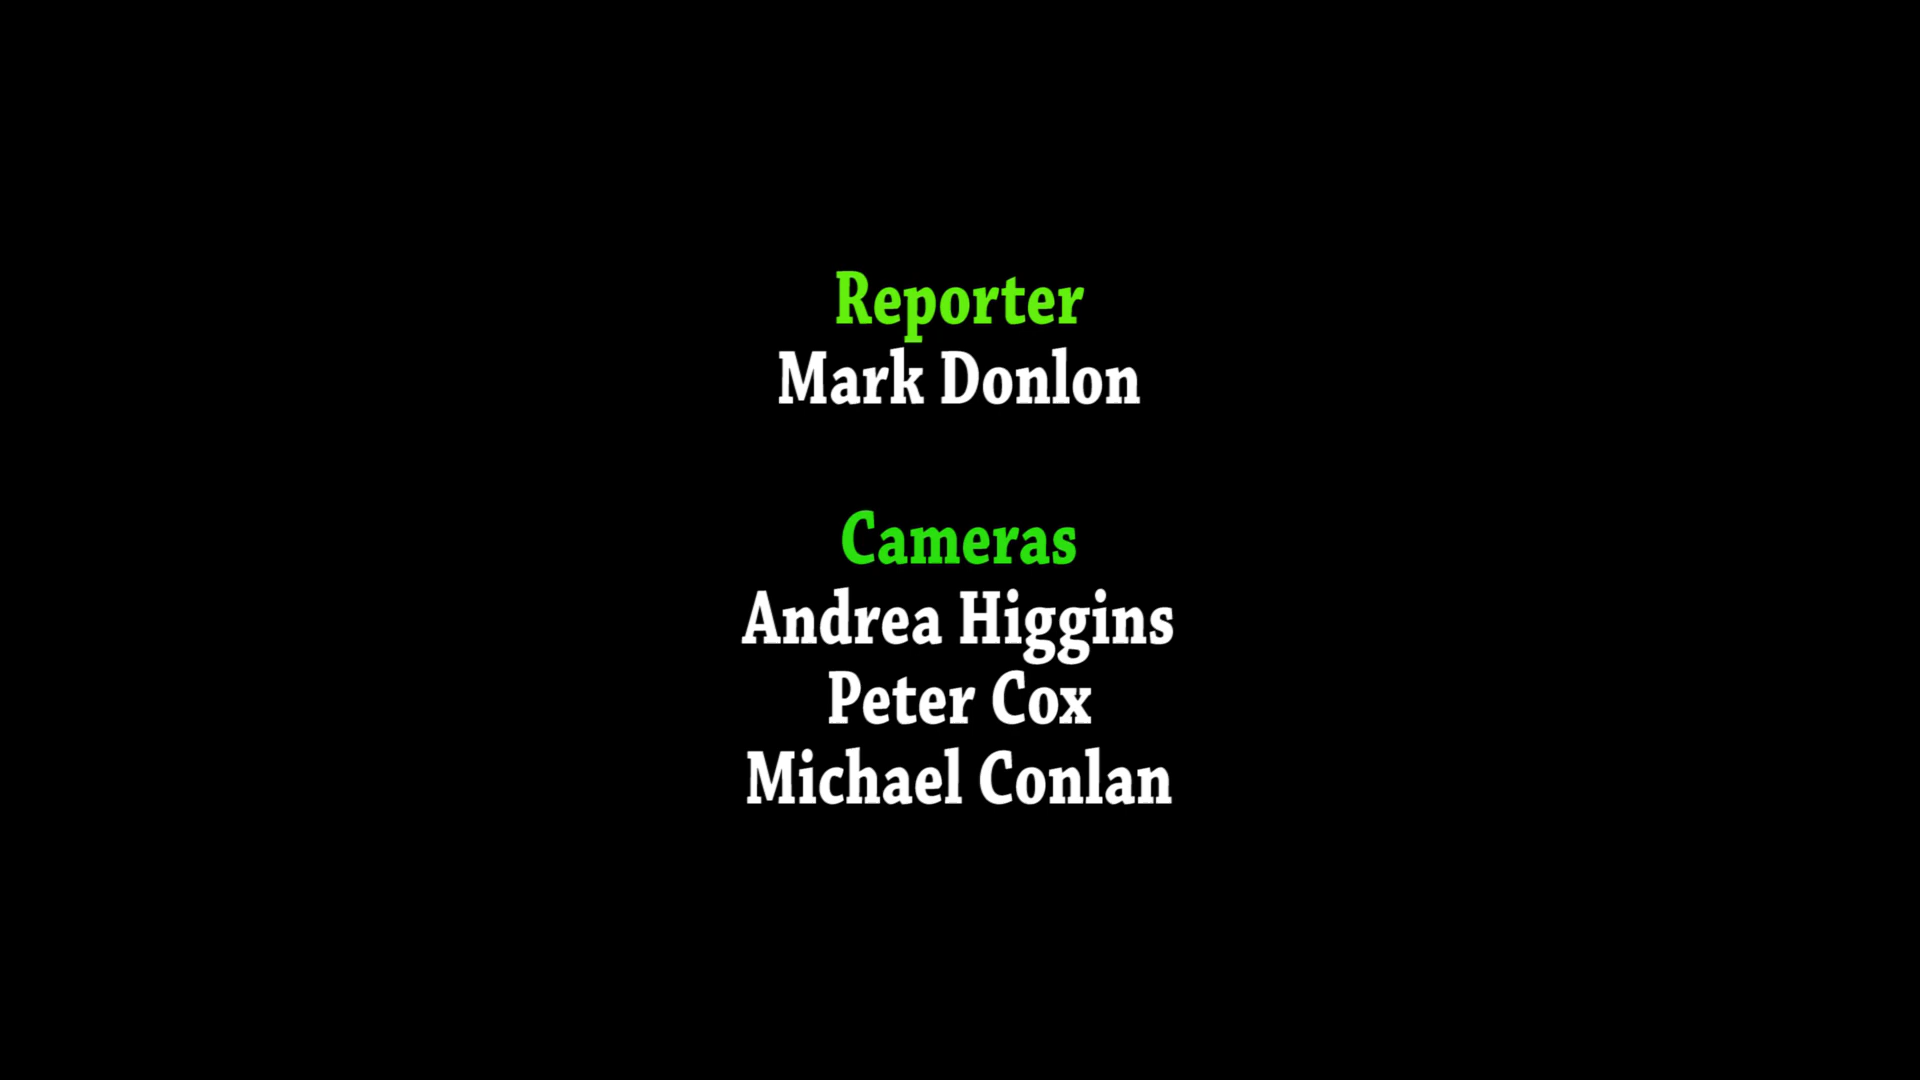 Reporter
Mark Donlon
Cameras
Andrea Higgins
Peter Cox
Michael Conlan